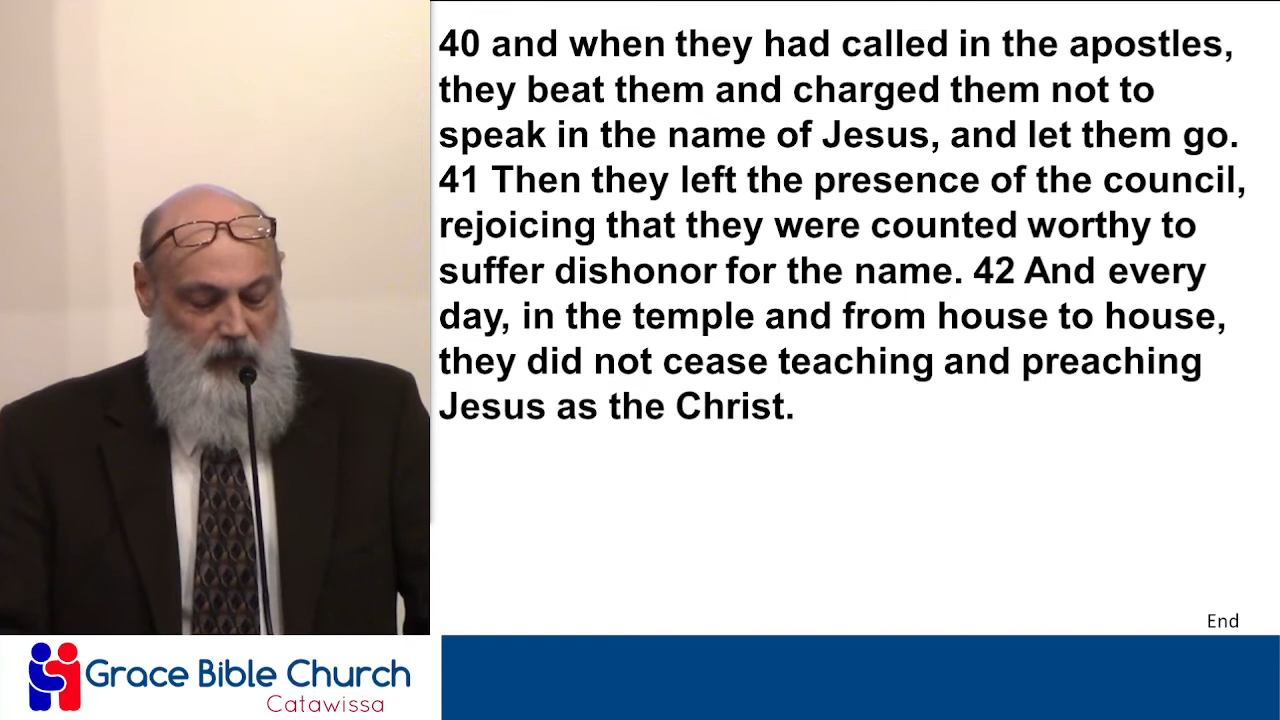 40 and when they had called in the apostles,
they beat them and charged them not to
speak in the name of Jesus, and let them go.
41 Then they left the presence of the council,
rejoicing that they were counted worthy to
suffer dishonor for the name. 42 And every
day, in the temple and from house to house,
they did not cease teaching and preaching
Jesus as the Christ.
End
Grace Bible Church
Catawissa